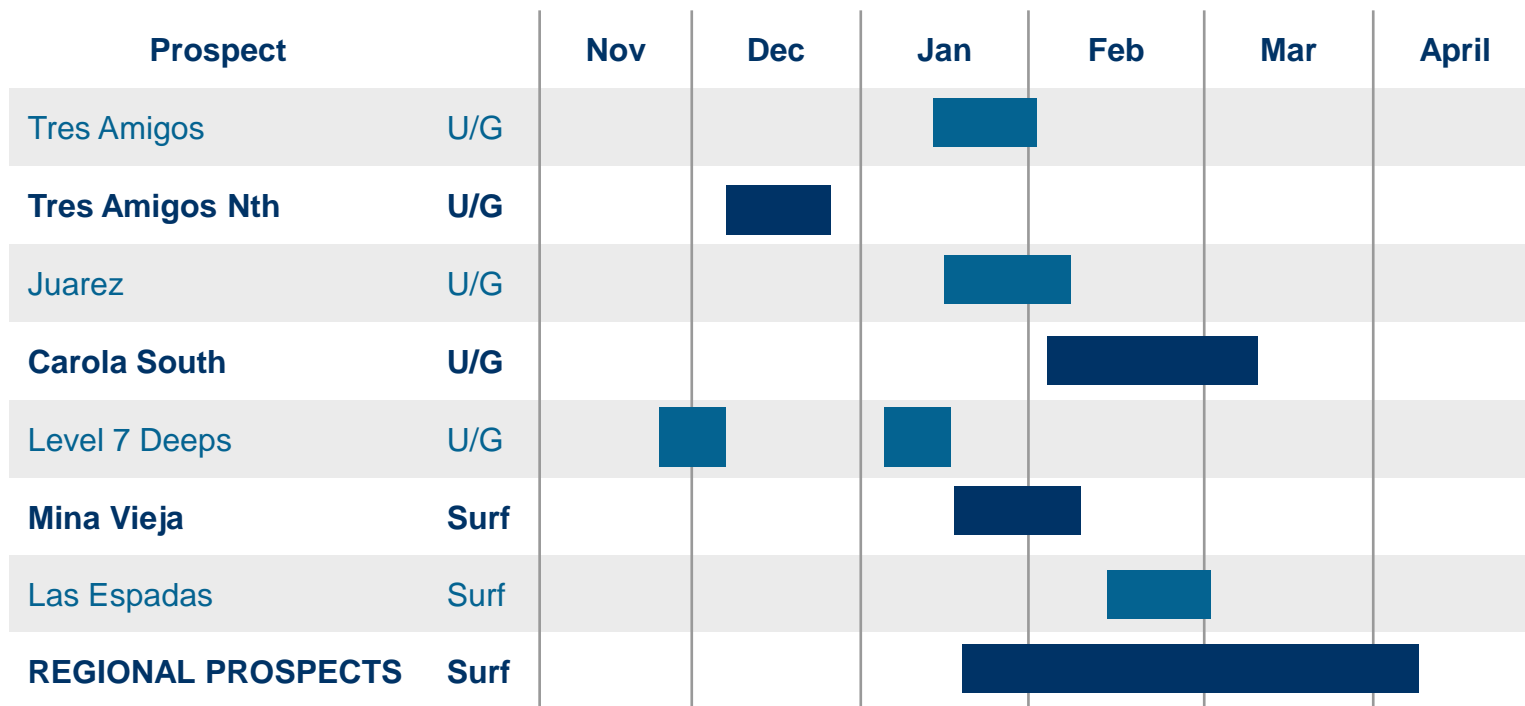 Prospect Nov Dec Jan Feb Mar April
Tres Amigos U/G
Tres Amigos Nth U/G
Juarez U/G
Carola South U/G
Level 7 Deeps U/G
Mina Vieja Surf
Las Espadas Surf
REGIONAL PROSPECTS Surf